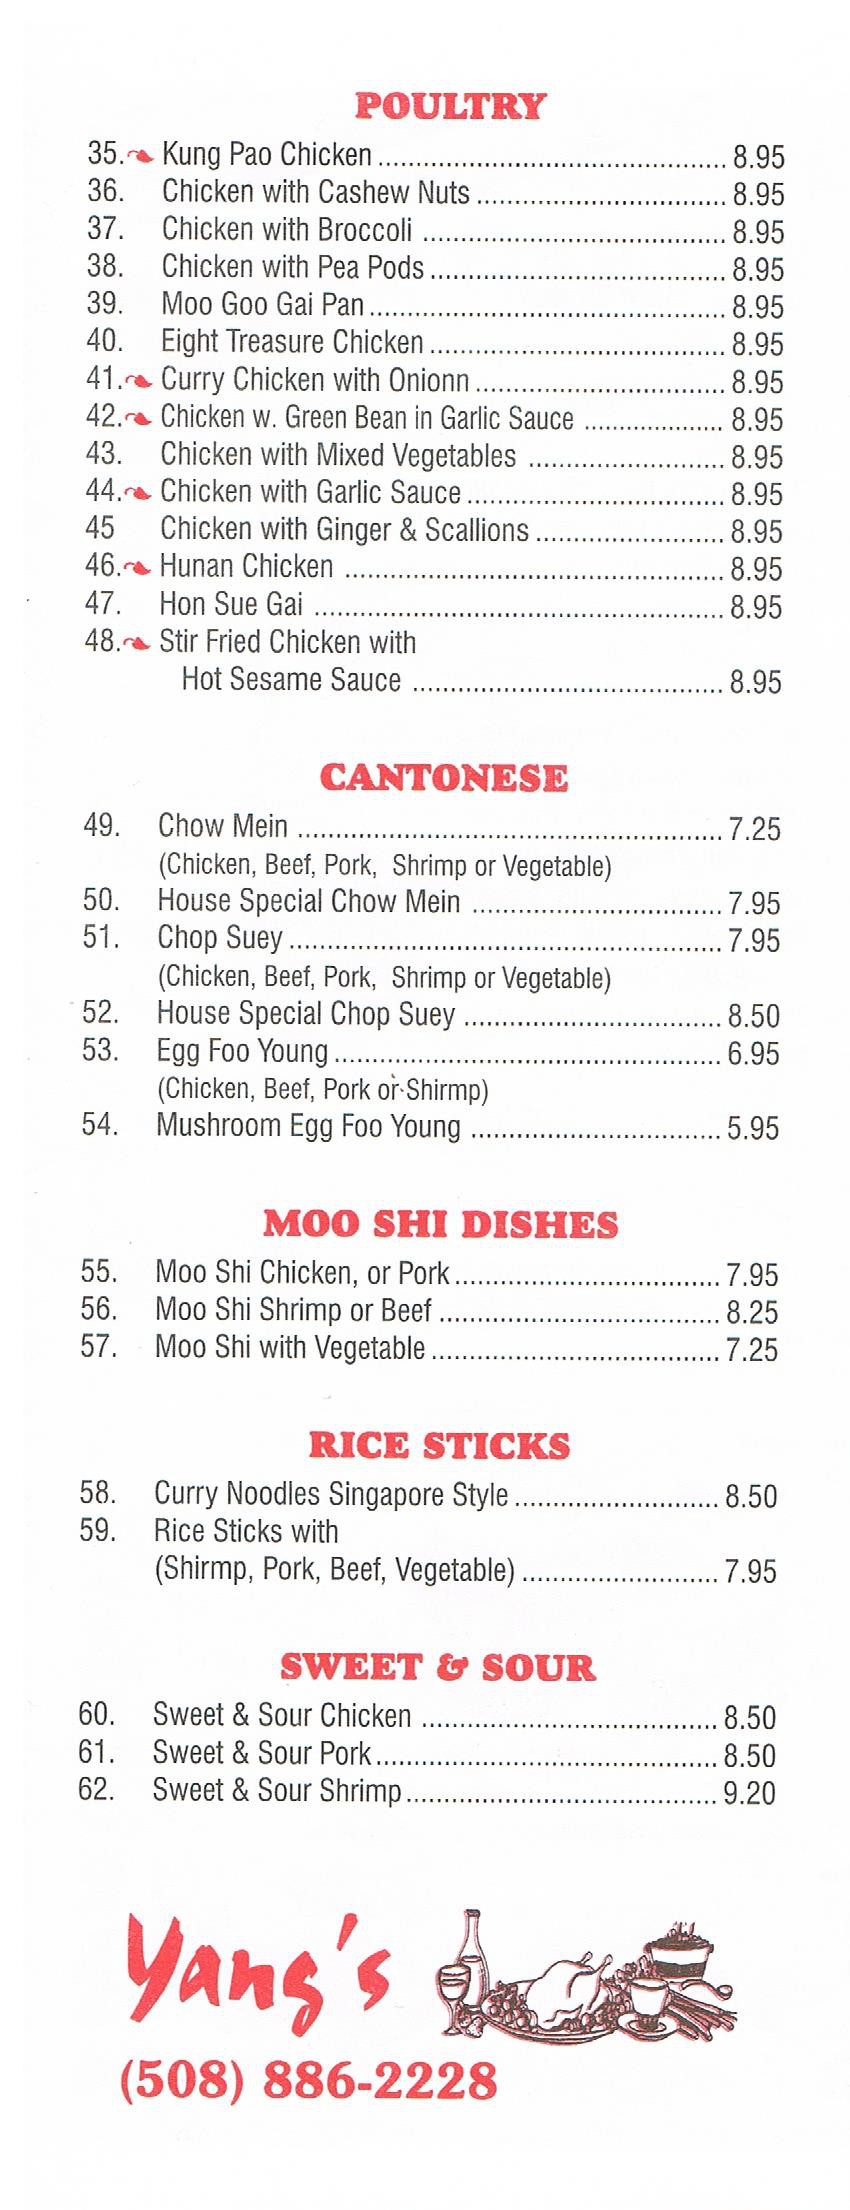 POULTRY
35. Kung Pao Chicken ............................................... 8.95
36. Chicken with Cashew Nuts ................................. 8.95
37. Chicken with Broccoli ........................................ 8.95
38. Chicken with Pea Pods ....................................... 8.95
39. Moo Goo Gai Pan ............................................... 8.95
40. Eight Treasure Chicken ....................................... 8.95
41. Curry Chicken with Onionn ................................. 8.95
42. Chicken w. Green Bean in Garlic Sauce .................... 8.95
43. Chicken with Mixed Vegetables .......................... 8.95
44. Chicken with Garlic Sauce .................................. 8.95
45 Chicken with Ginger & Scallions ......................... 8.95
46. Hunan Chicken .................................................. 8.95
47. Hon Sue Gai ...................................................... 8.95
48. Stir Fried Chicken with
Hot Sesame Sauce ......................................... 8.95
CANTONESE
49. Chow Mein ........................................................ 7.25
(Chicken, Beef, Pork, Shrimp or Vegetable)
50. House Special Chow Mein ................................. 7.95
51. Chop Suey ......................................................... 7.95
(Chicken, Beef, Pork, Shrimp or Vegetable)
52. House Special Chop Suey .................................. 8.50
53. Egg Foo Young ................................................... 6.95
(Chicken, Beef, Pork or Shirmp)
54. Mushroom Egg Foo Young ................................. 5.95
MOO SHI DISHES
55. Moo Shi Chicken, or Pork ................................... 7.95
56. Moo Shi Shrimp or Beef ..................................... 8.25
57. Moo Shi with Vegetable ...................................... 7.25
RICE STICKS
58. Curry Noodles Singapore Style ........................... 8.50
59. Rice Sticks with
(Shirmp, Pork, Beef, Vegetable) .......................... 7.95
SWEET & SOUR
60. Sweet & Sour Chicken ....................................... 8.50
61. Sweet & Sour Pork ............................................. 8.50
62. Sweet & Sour Shrimp ......................................... 9.20
Yang's
(508) 886-2228